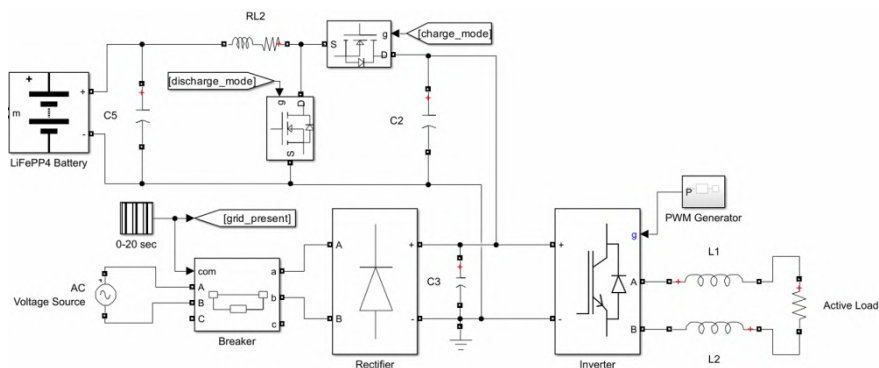 RL2
g
[charge_mode]
S
D
+
[discharge_mode]
+
m
C5
g
D
C2
-
S
LiFePP4 Battery
[grid_present]
P
PWM Generator
0-20 sec
g
com
A
a
A
+
+
L1
AC
Voltage Source
B
b
C3
A
Active Load
C
c
B
-
-
B
Breaker
Rectifier
Inverter
L2